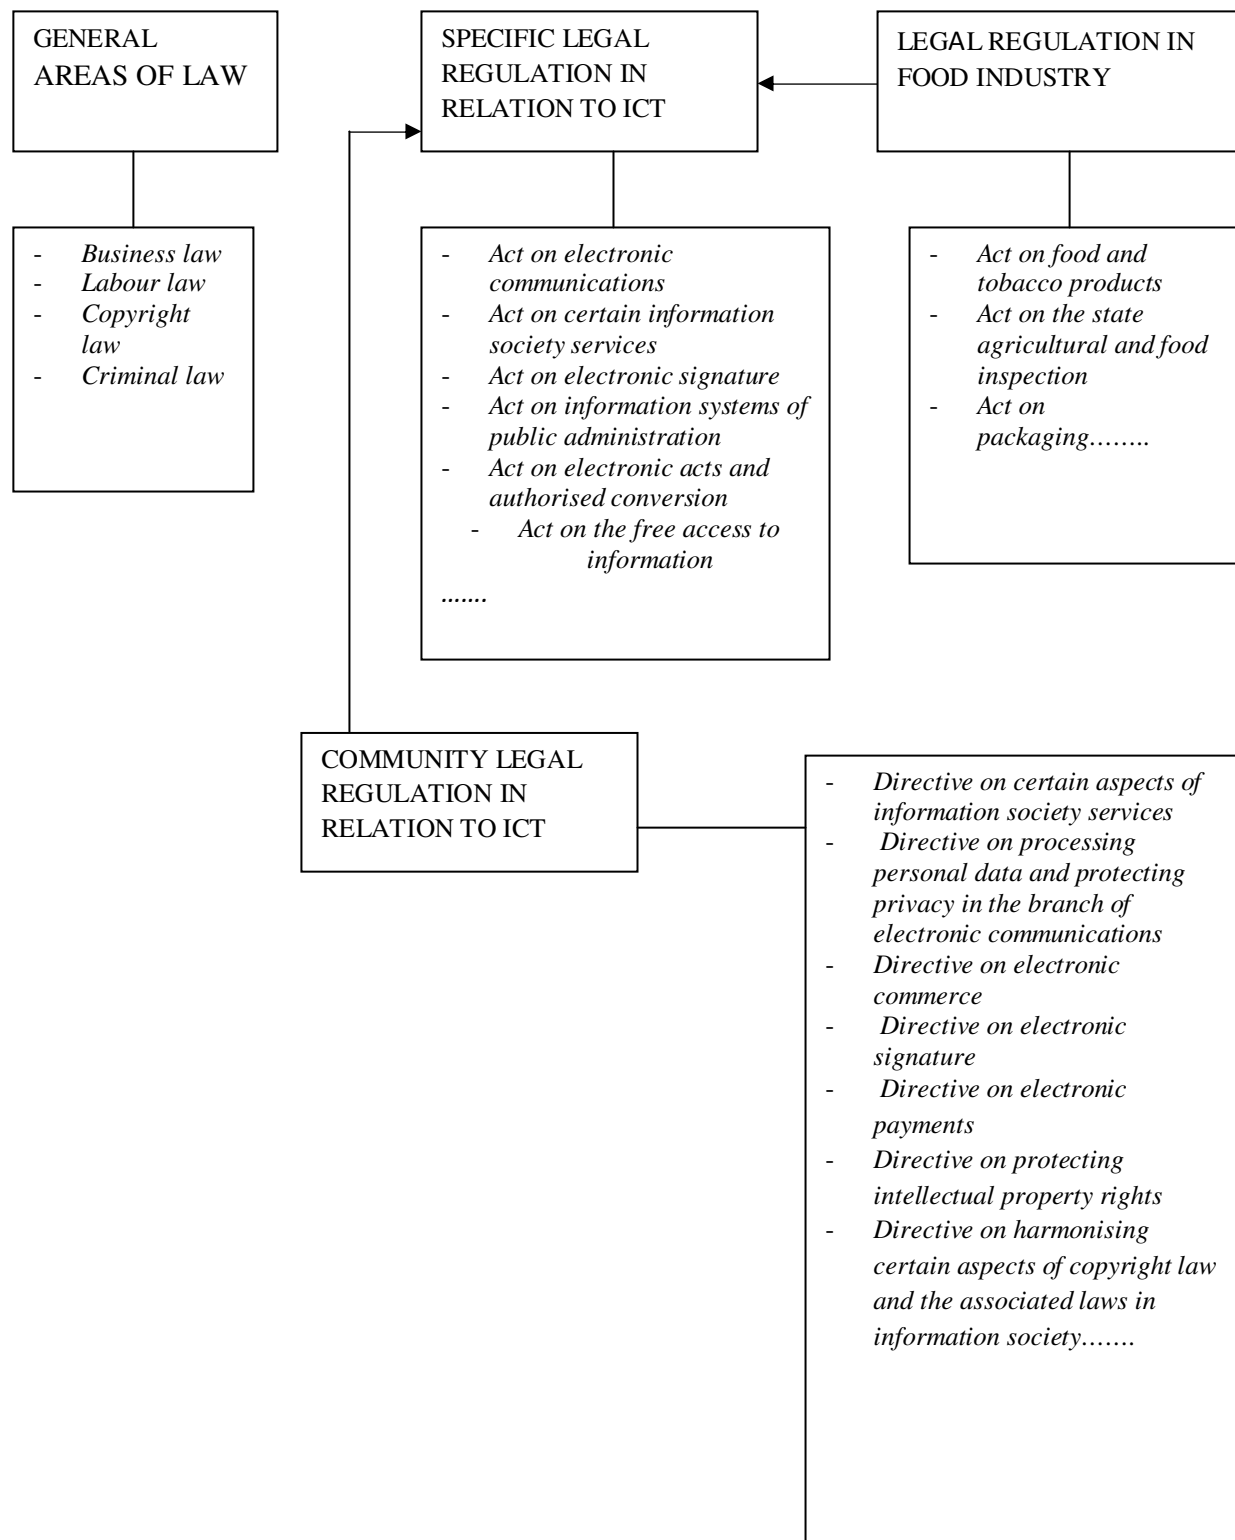 GENERAL
AREAS OF LAW
SPECIFIC LEGAL
REGULATION IN
RELATION TO ICT
LEGAL REGULATION IN
FOOD INDUSTRY
- Business law
- Labour law
- Copyright
law
- Criminal law
- Act on electronic
communications
- Act on certain information
society services
- Act on electronic signature
- Act on information systems of
public administration
- Act on electronic acts and
authorised conversion
- Act on the free access to
information
.......
- Act on food and
tobacco products
- Act on the state
agricultural and food
inspection
- Act on
packaging……..
COMMUNITY LEGAL
REGULATION IN
RELATION TO ICT
- Directive on certain aspects of
information society services
- Directive on processing
personal data and protecting
privacy in the branch of
electronic communications
- Directive on electronic
commerce
- Directive on electronic
signature
- Directive on electronic
payments
- Directive on protecting
intellectual property rights
- Directive on harmonising
certain aspects of copyright law
and the associated laws in
information society…….